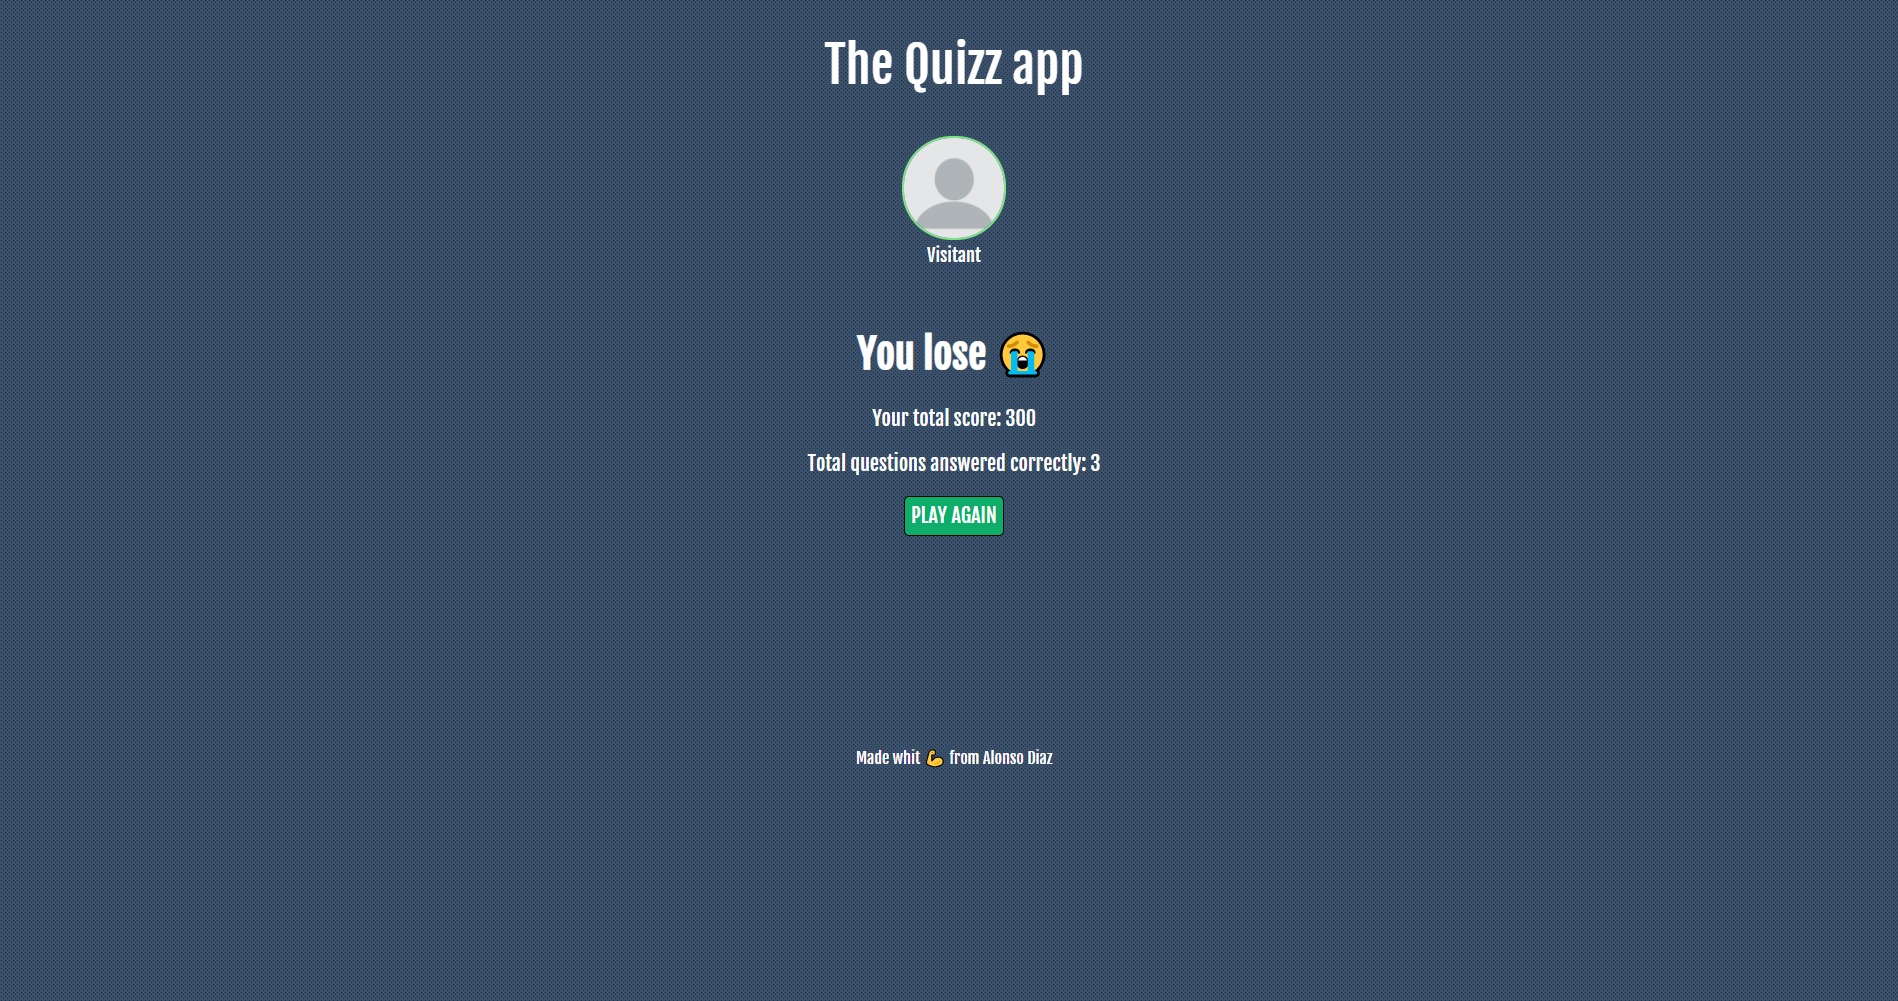 The Quizz app
Visitant
You lose 😭
Your total score: 300
Total questions answered correctly: 3
PLAY AGAIN
Made whit 💪 from Alonso Diaz